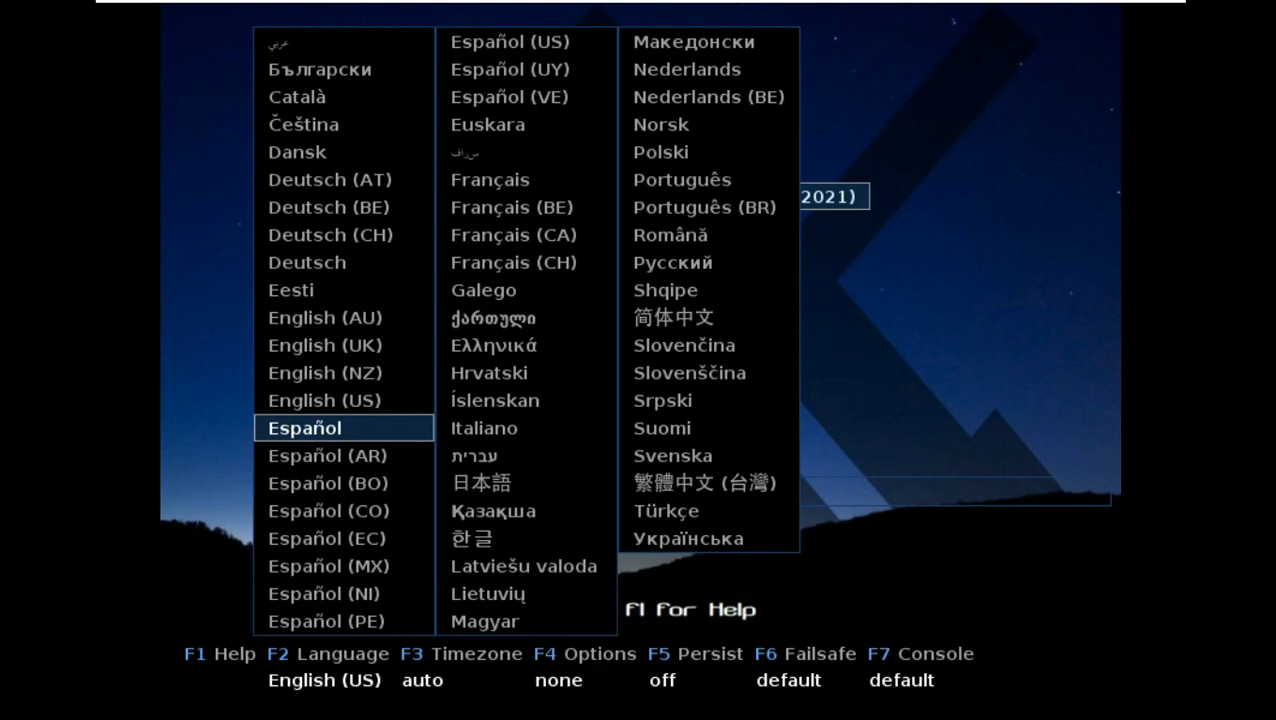 عربي
Български
Català
Čeština
Dansk
Deutsch (AT)
Deutsch (BE)
Deutsch (CH)
Deutsch
Eesti
English (AU)
English (UK)
English (NZ)
English (US)
Español
Español (AR)
Español (BO)
Español (CO)
Español (EC)
Español (MX)
Español (NI)
Español (PE)
Español (US)
Español (UY)
Español (VE)
Euskara
سراف
Français
Français (BE)
Français (CA)
Français (CH)
Galego
ქართული
Ελληνικά
Hrvatski
Íslenskan
Italiano
עברית
日本語
Қазақша
한글
Latviešu valoda
Lietuvių
Magyar
Македонски
Nederlands
Nederlands (BE)
Norsk
Polski
Português
Português (BR)
Română
Русский
Shqipe
简体中文
Slovenčina
Slovenščina
Srpski
Suomi
Svenska
繁體中文 (台灣)
Türkçe
Українська
2021)
f1 for Help
F1 Help F2 Language F3 Timezone F4 Options F5 Persist F6 Failsafe F7 Console
English (US) auto none off default default